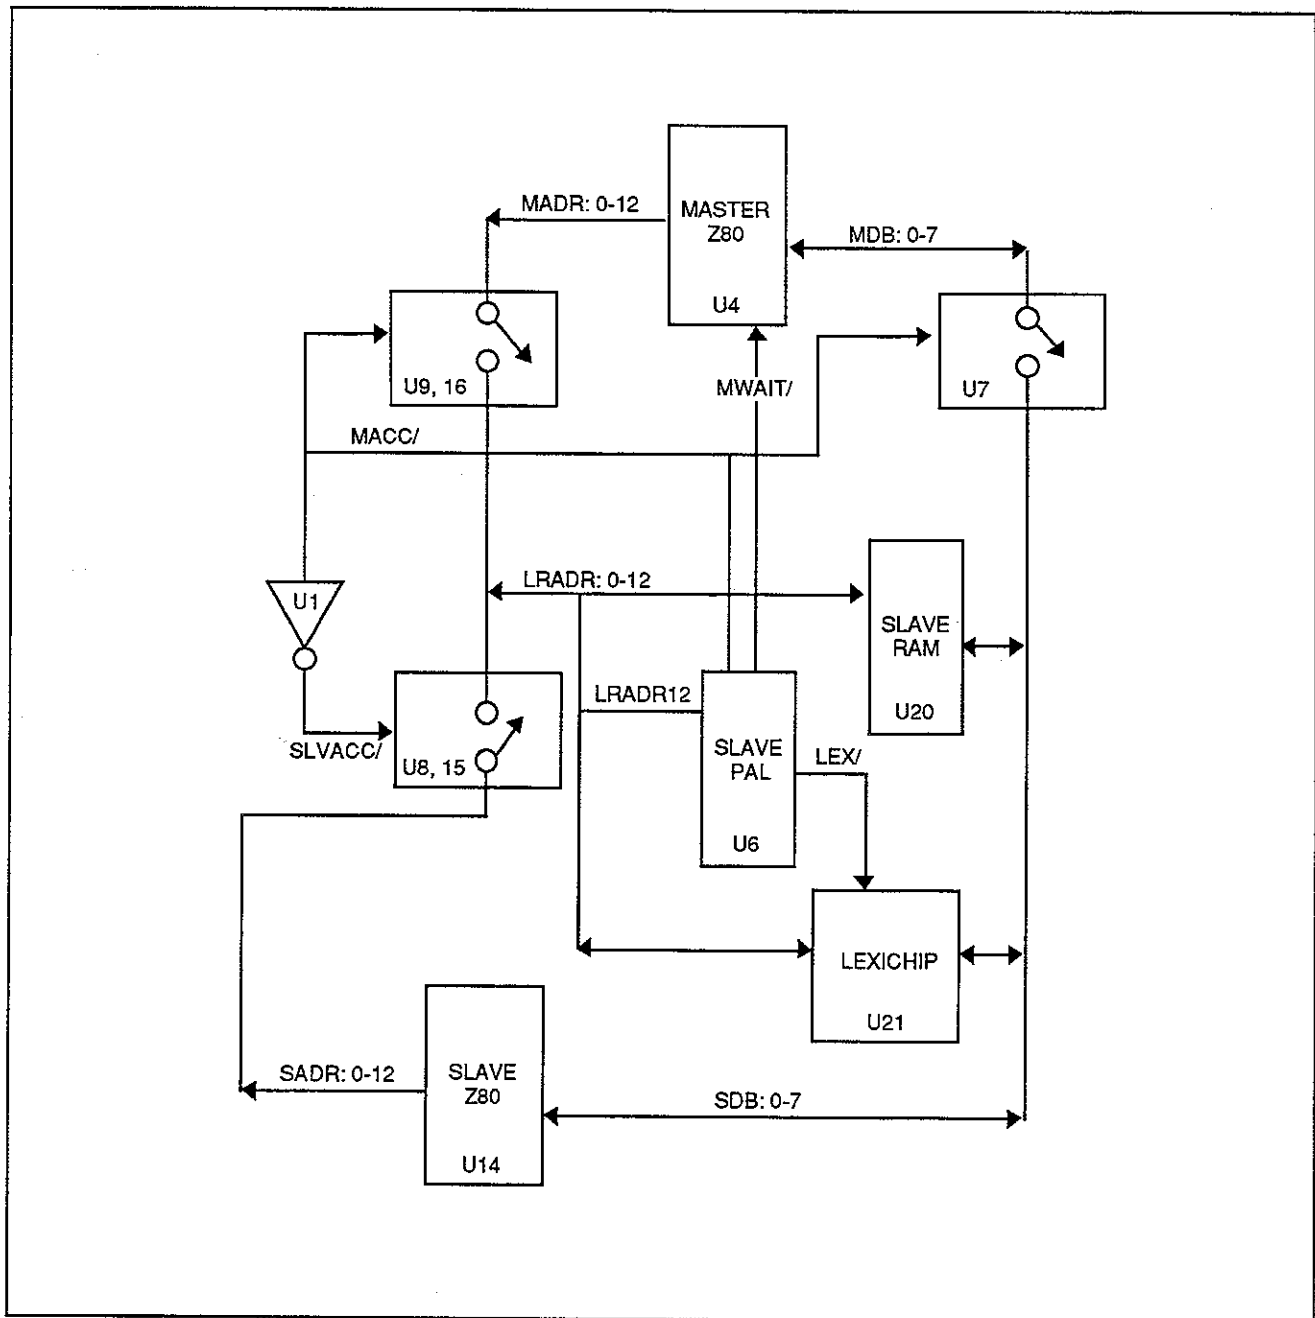 MADR: 0-12
MASTER
Z80
U4
MDB: 0-7
U9, 16
MWAIT/
U7
MACC/
U1
LRADR: 0-12
SLAVE
RAM
U20
LRADR12
SLVACC/
U8, 15
SLAVE
PAL
U6
LEX/
LEXICHIP
U21
SADR: 0-12
SLAVE
Z80
U14
SDB: 0-7